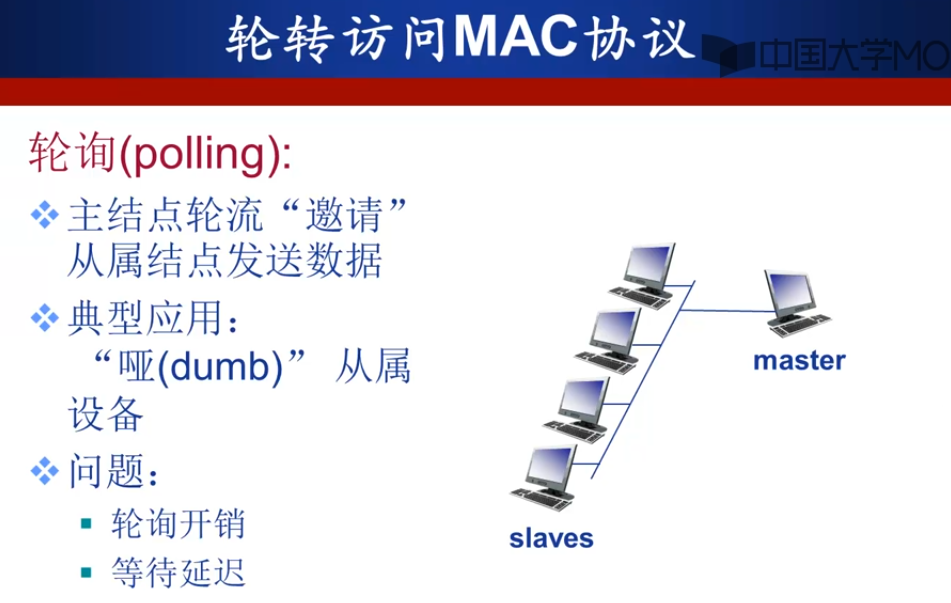 轮转访问MAC协议
中国大学MO
轮询(polling):
主结点轮流“邀请”
从属结点发送数据
典型应用:
“哑(dumb)” 从属
设备
问题:
轮询开销
等待延迟
master
slaves